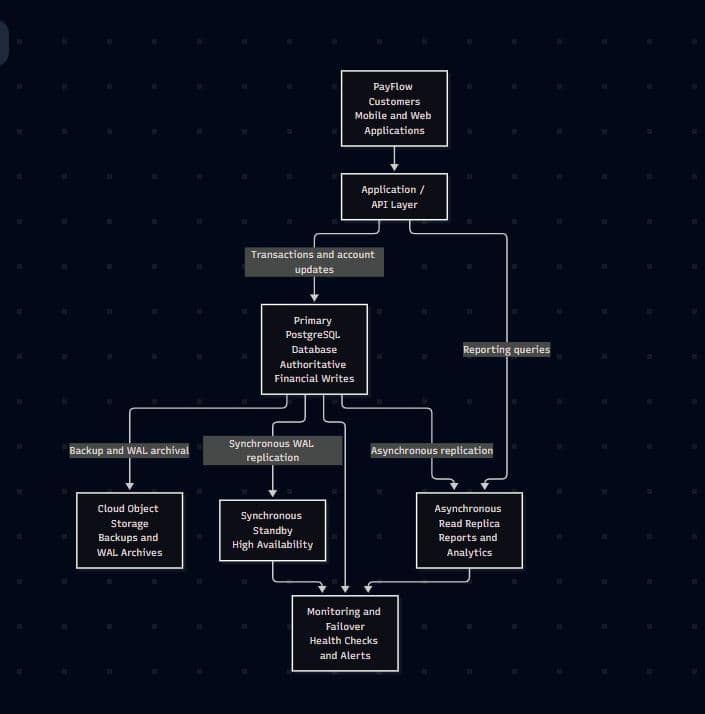 PayFlow
Customers
Mobile and Web
Applications
Application /
API Layer
Transactions and account
updates
Primary
PostgreSQL
Database
Authoritative
Financial Writes
Reporting queries
Backup and WAL archival
Synchronous WAL
replication
Asynchronous replication
Cloud Object
Storage
Backups and
WAL Archives
Synchronous
Standby
High Availability
Asynchronous
Read Replica
Reports and
Analytics
Monitoring and
Failover
Health Checks
and Alerts